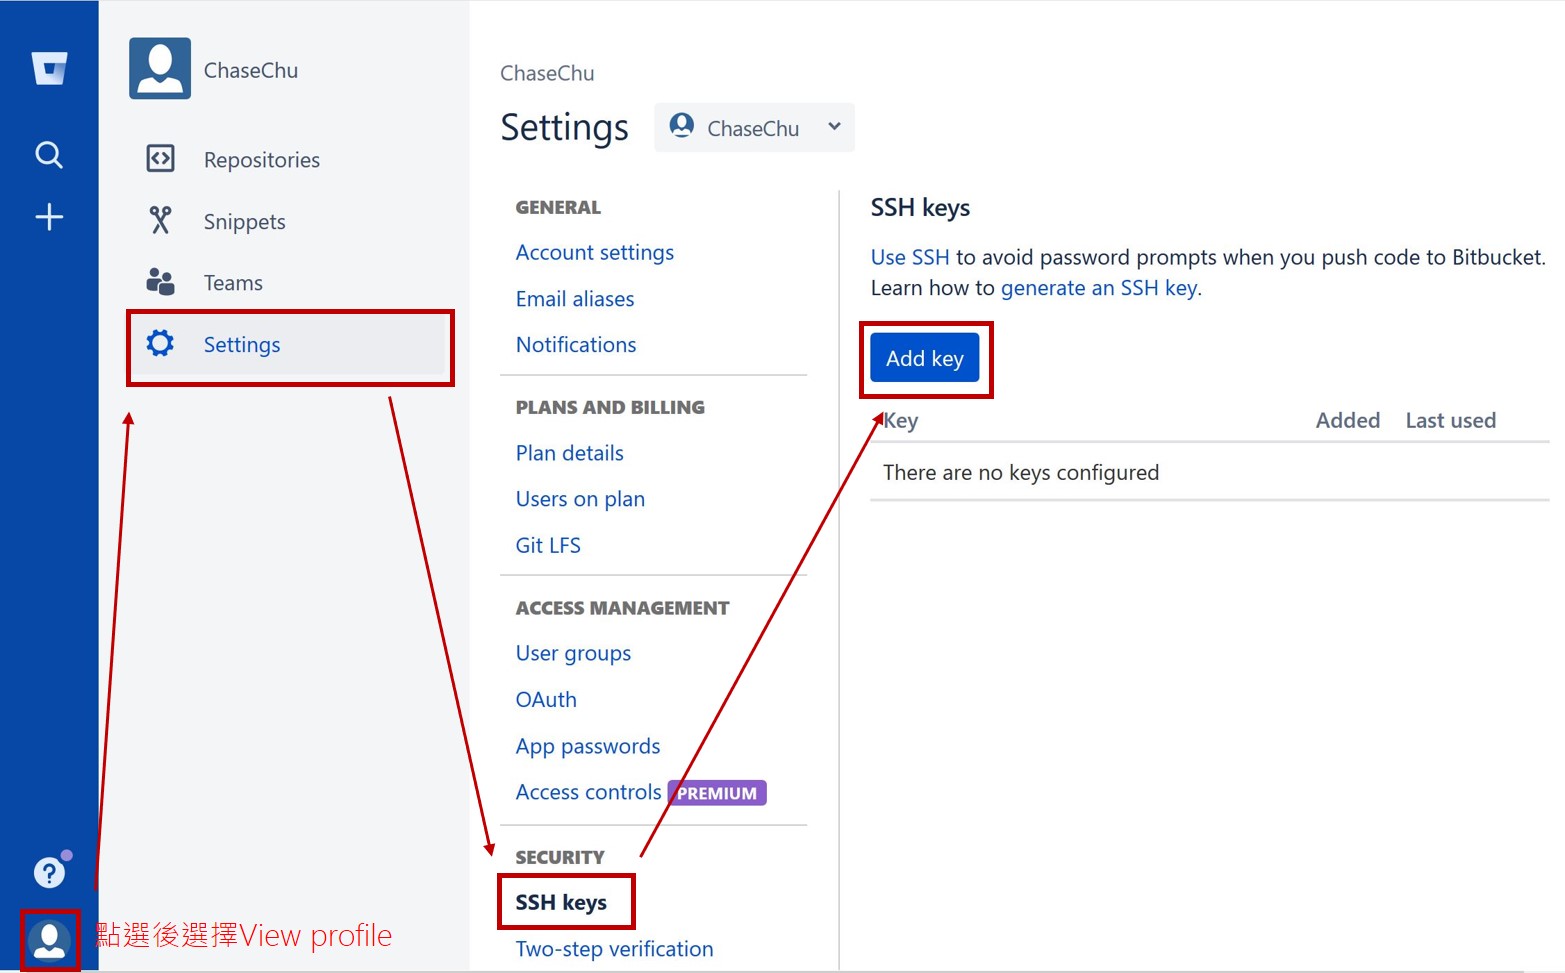 ChaseChu
Repositories
Snippets
Teams
Settings
點選後選擇View profile
ChaseChu
Settings
ChaseChu
GENERAL
Account settings
Email aliases
Notifications
PLANS AND BILLING
Plan details
Users on plan
Git LFS
ACCESS MANAGEMENT
User groups
OAuth
App passwords
Access controls PREMIUM
SECURITY
SSH keys
Two-step verification
SSH keys
Use SSH to avoid password prompts when you push code to Bitbucket.
Learn how to generate an SSH key.
Add key
Key Added Last used
There are no keys configured